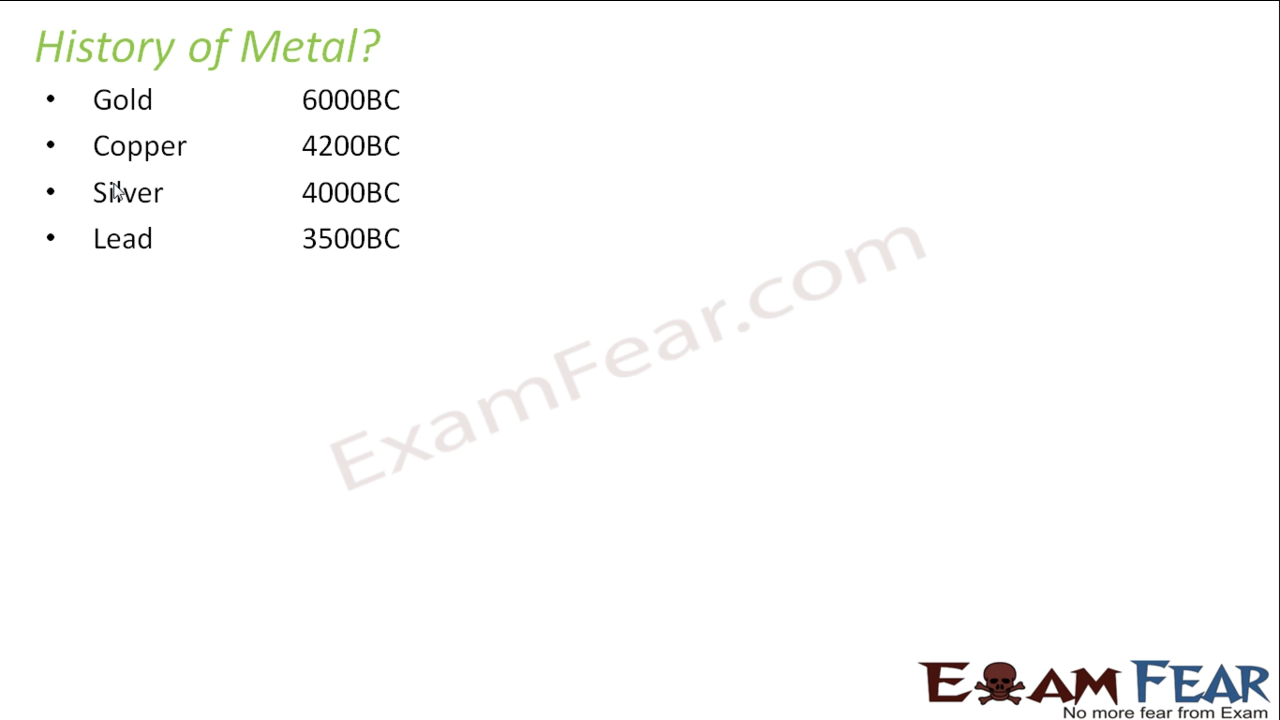 History of Metal?
• Gold 6000BC
• Copper 4200BC
• Silver 4000BC
• Lead 3500BC
ExamFear.com
EXAM FEAR
No more fear from Exam